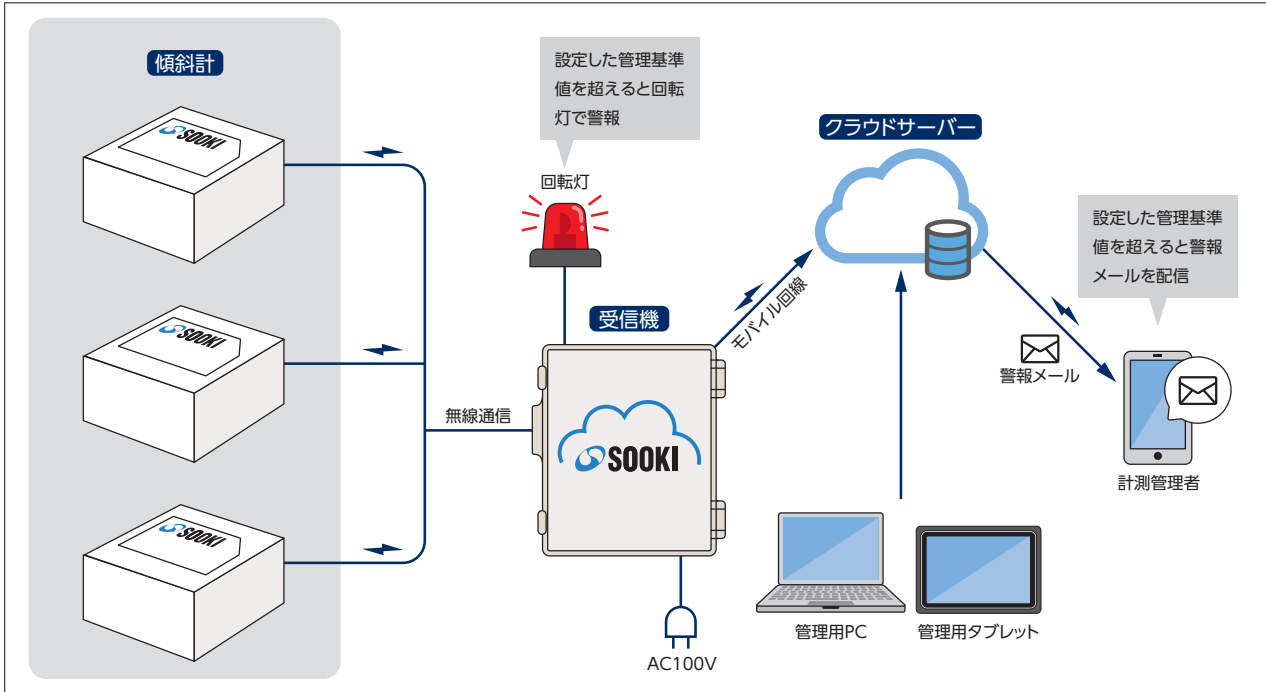 傾斜計
SOOKI
SOOKI
SOOKI
無線通信
設定した管理基準
値を超えると回転
灯で警報
回転灯
受信機
SOOKI
AC100V
モバイル回線
クラウドサーバー
設定した管理基準
値を超えると警報
メールを配信
警報メール
計測管理者
管理用PC
管理用タブレット